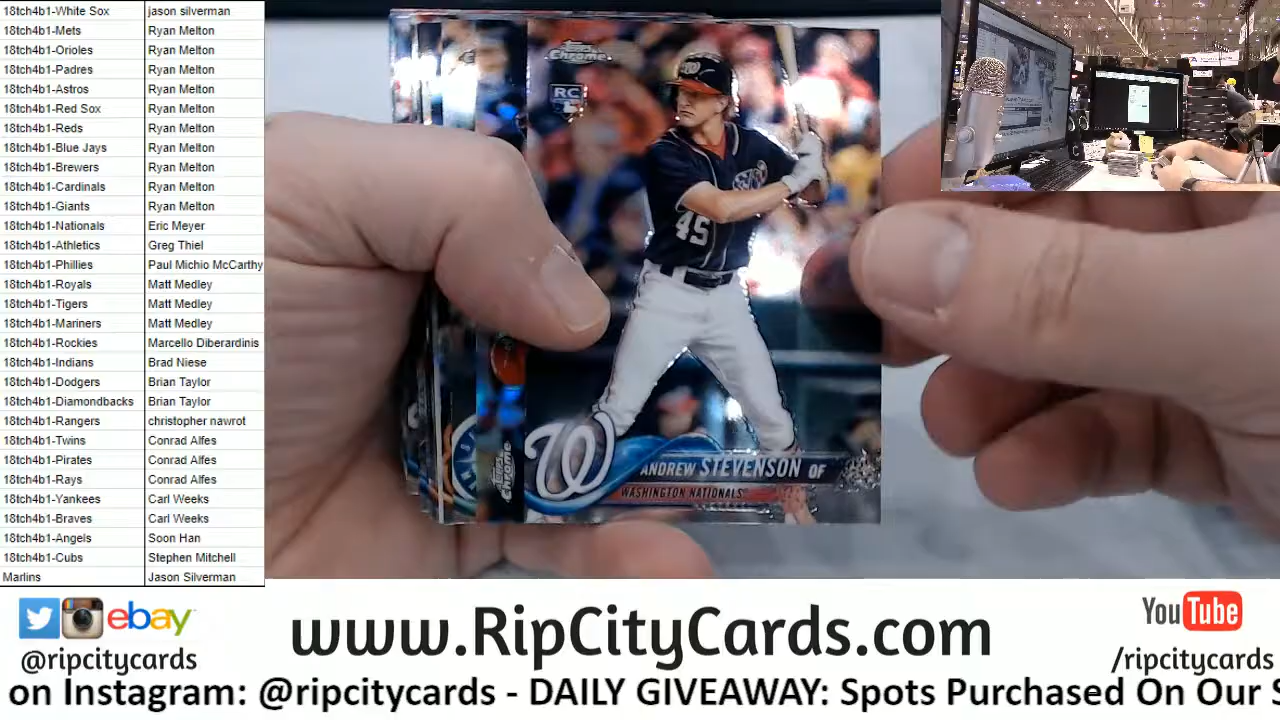 18tch4b1-White Sox jason silverman
18tch4b1-Mets Ryan Melton
18tch4b1-Orioles Ryan Melton
18tch4b1-Padres Ryan Melton
18tch4b1-Astros Ryan Melton
18tch4b1-Red Sox Ryan Melton
18tch4b1-Reds Ryan Melton
18tch4b1-Blue Jays Ryan Melton
18tch4b1-Brewers Ryan Melton
18tch4b1-Cardinals Ryan Melton
18tch4b1-Giants Ryan Melton
18tch4b1-Nationals Eric Meyer
18tch4b1-Athletics Greg Thiel
18tch4b1-Phillies Paul Michio McCarthy
18tch4b1-Royals Matt Medley
18tch4b1-Tigers Matt Medley
18tch4b1-Mariners Matt Medley
18tch4b1-Rockies Marcello Diberardinis
18tch4b1-Indians Brad Niese
18tch4b1-Dodgers Brian Taylor
18tch4b1-Diamondbacks Brian Taylor
18tch4b1-Rangers christopher nawrot
18tch4b1-Twins Conrad Alfes
18tch4b1-Pirates Conrad Alfes
18tch4b1-Rays Conrad Alfes
18tch4b1-Yankees Carl Weeks
18tch4b1-Braves Carl Weeks
18tch4b1-Angels Soon Han
18tch4b1-Cubs Stephen Mitchell
Marlins Jason Silverman
Topps Chrome
RC
W
45
Topps Chrome
W
ANDREW STEVENSON OF
WASHINGTON NATIONALS
ebay
@ripcitycards
www.RipCityCards.com
YouTube
/ripcitycards
on Instagram: @ripcitycards - DAILY GIVEAWAY: Spots Purchased On Our S